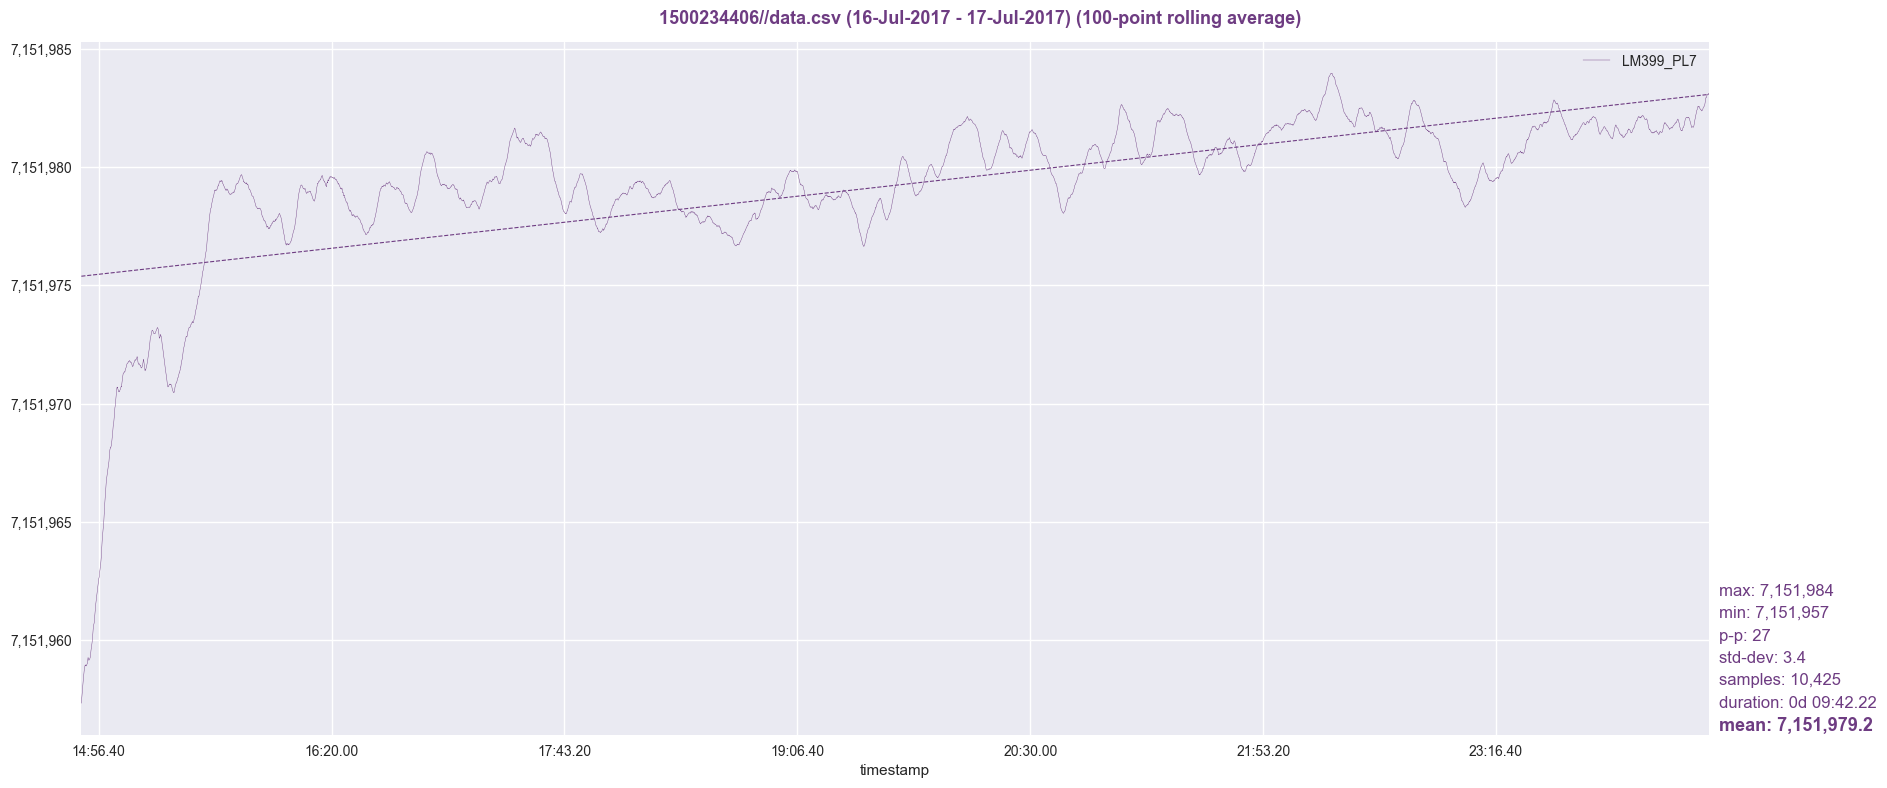 1500234406//data.csv (16-Jul-2017 - 17-Jul-2017) (100-point rolling average)
7,151,985
LM399_PL7
7,151,980
7,151,975
7,151,970
7,151,965
7,151,960
max: 7,151,984
min: 7,151,957
p-p: 27
std-dev: 3.4
samples: 10,425
duration: 0d 09:42.22
mean: 7,151,979.2
14:56.40 16:20.00 17:43.20 19:06.40 20:30.00 21:53.20 23:16.40
timestamp